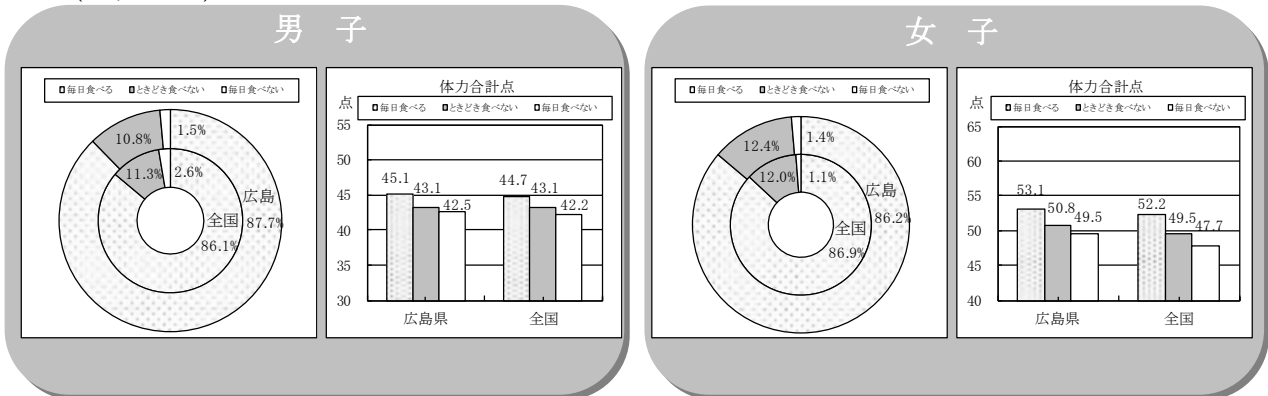 男 子
□毎日食べる □ときどき食べない □毎日食べない
10.8%
1.5%
11.3%
2.6%
広島
87.7%
全国
86.1%
体力合計点
点
□毎日食べる □ときどき食べない □毎日食べない
55
50
45
40
35
30
45.1
43.1
42.5
44.7
43.1
42.2
広島県
全国
女 子
□毎日食べる □ときどき食べない □毎日食べない
12.4%
1.4%
12.0%
1.1%
広島
86.2%
全国
86.9%
体力合計点
点
□毎日食べる □ときどき食べない □毎日食べない
65
60
55
50
45
40
53.1
50.8
49.5
52.2
49.5
47.7
広島県
全国